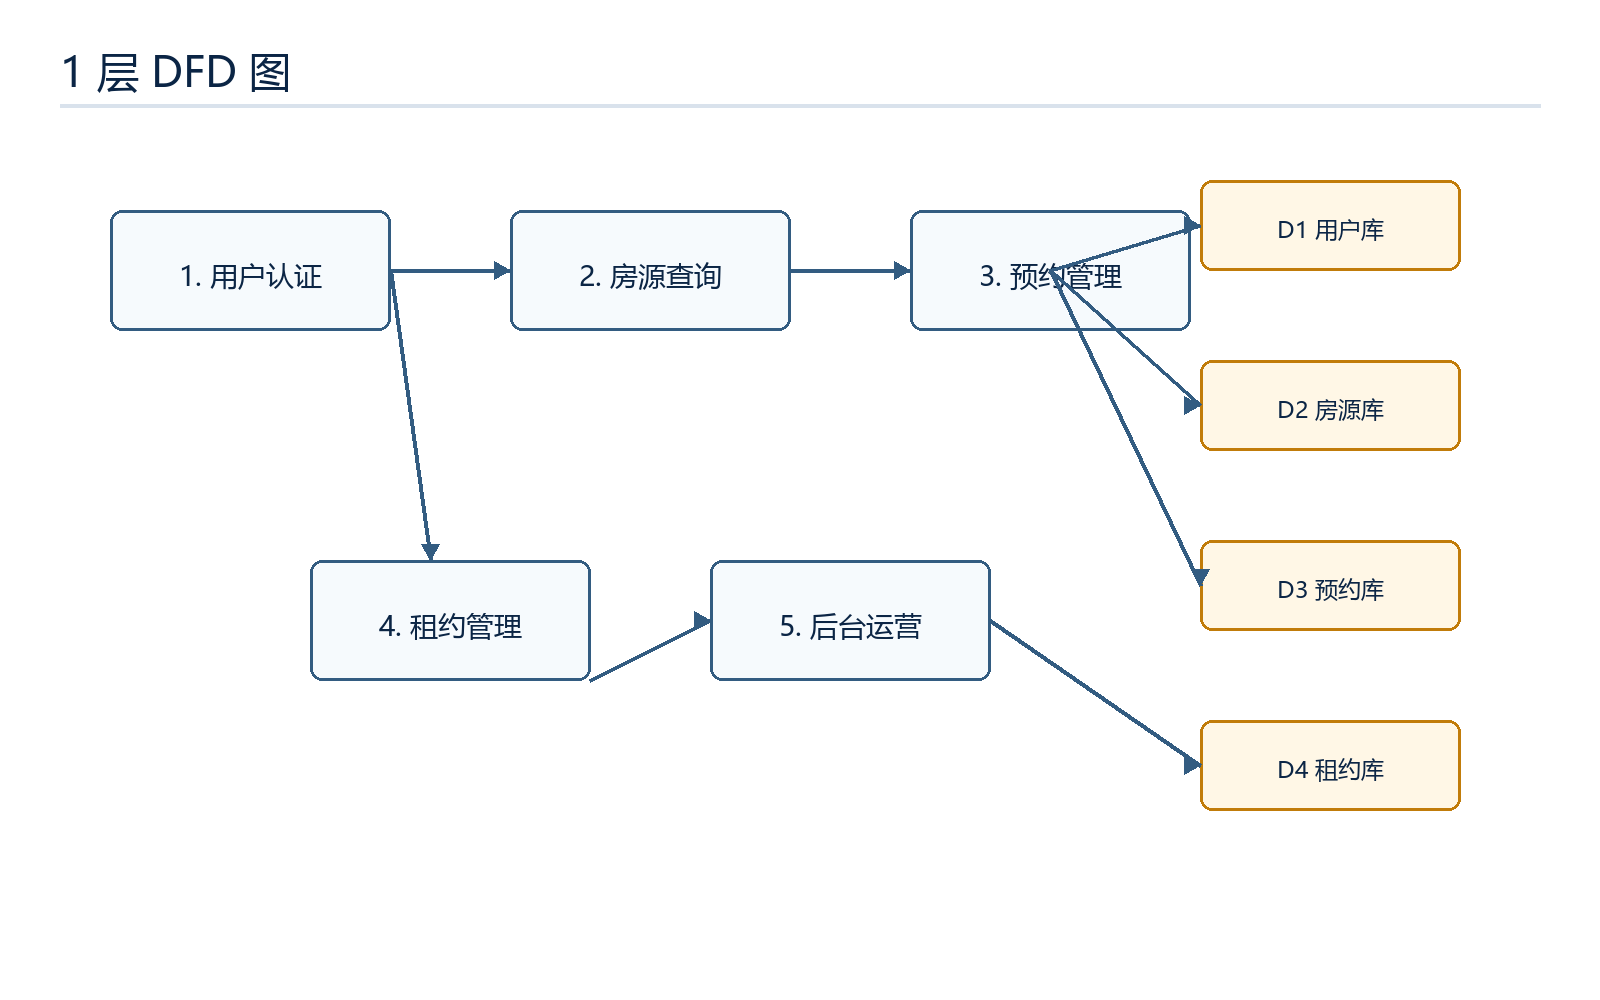 1 层 DFD 图
1. 用户认证
2. 房源查询
3. 预约管理
D1 用户库
D2 房源库
D3 预约库
4. 租约管理
5. 后台运营
D4 租约库